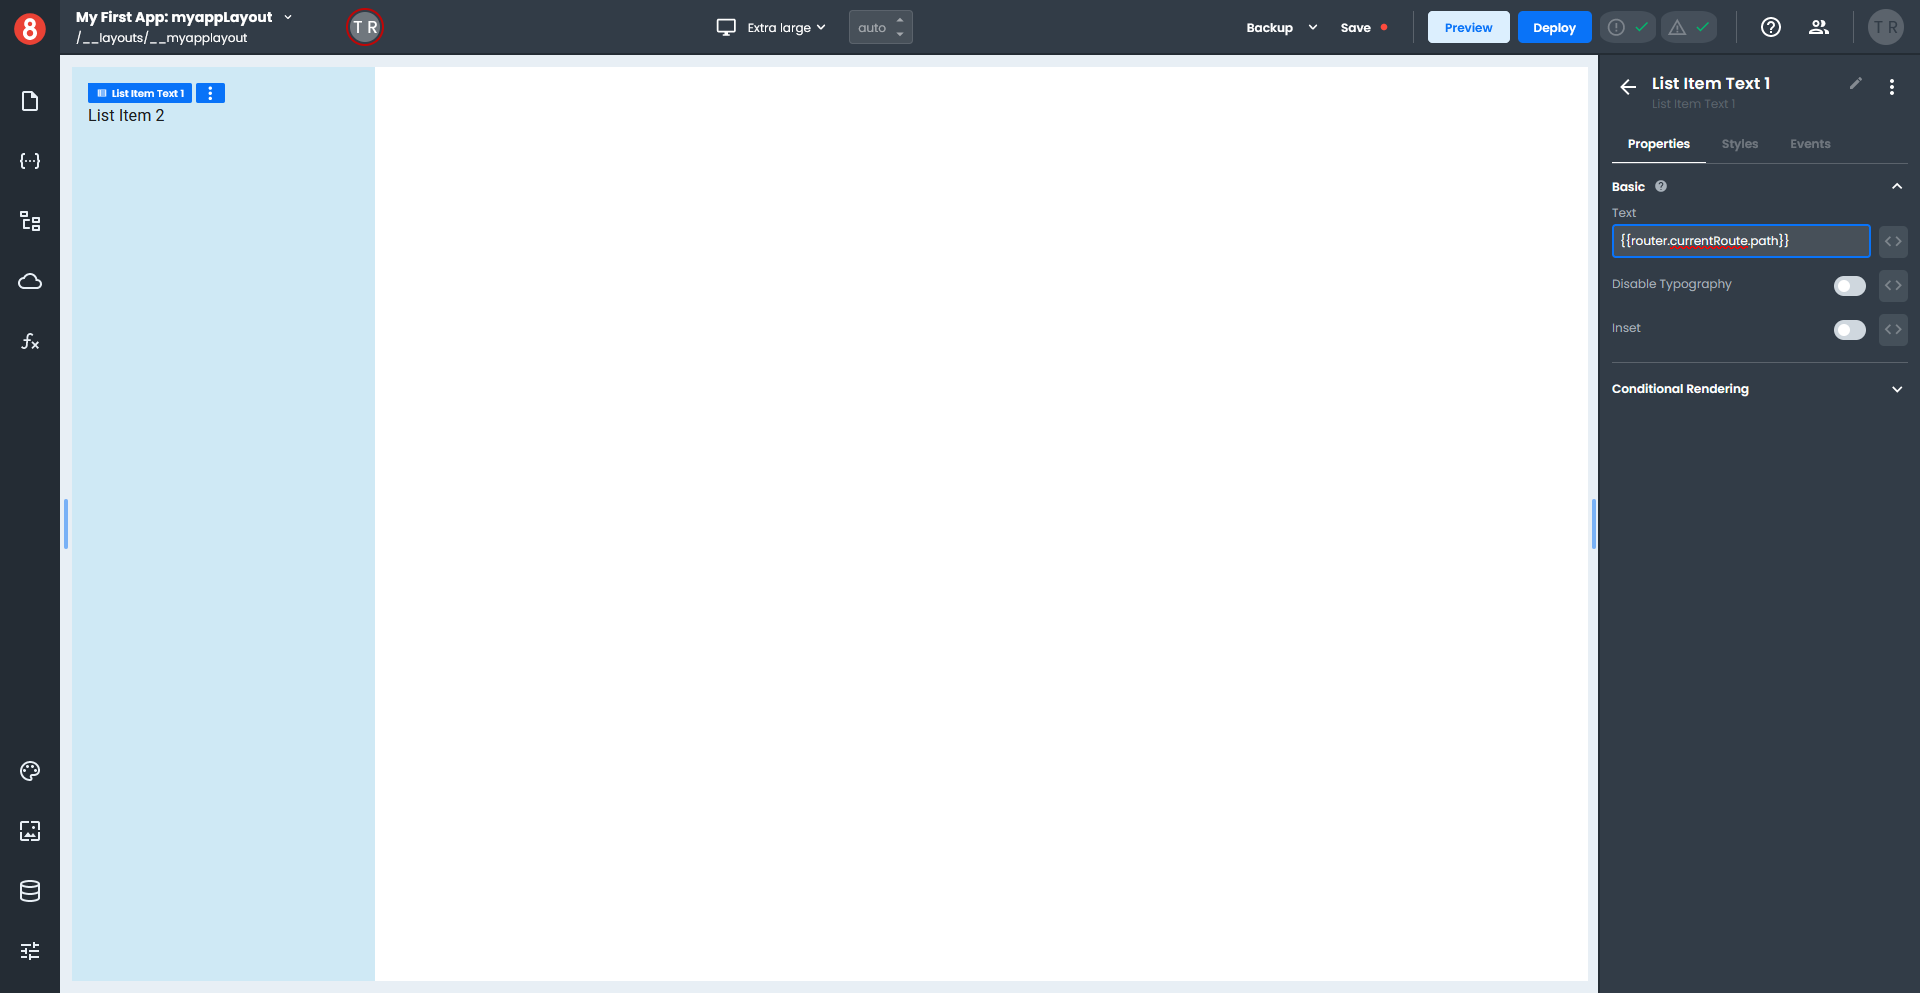 8
My First App: myappLayout
/__layouts/__myapplayout
T R
Extra large
auto
Backup
Save
Preview
Deploy
T R
List Item Text 1
List Item 2
List Item Text 1
List Item Text 1
Properties
Styles
Events
Basic
Text
{{router.currentRoute.path}}
Disable Typography
Inset
Conditional Rendering